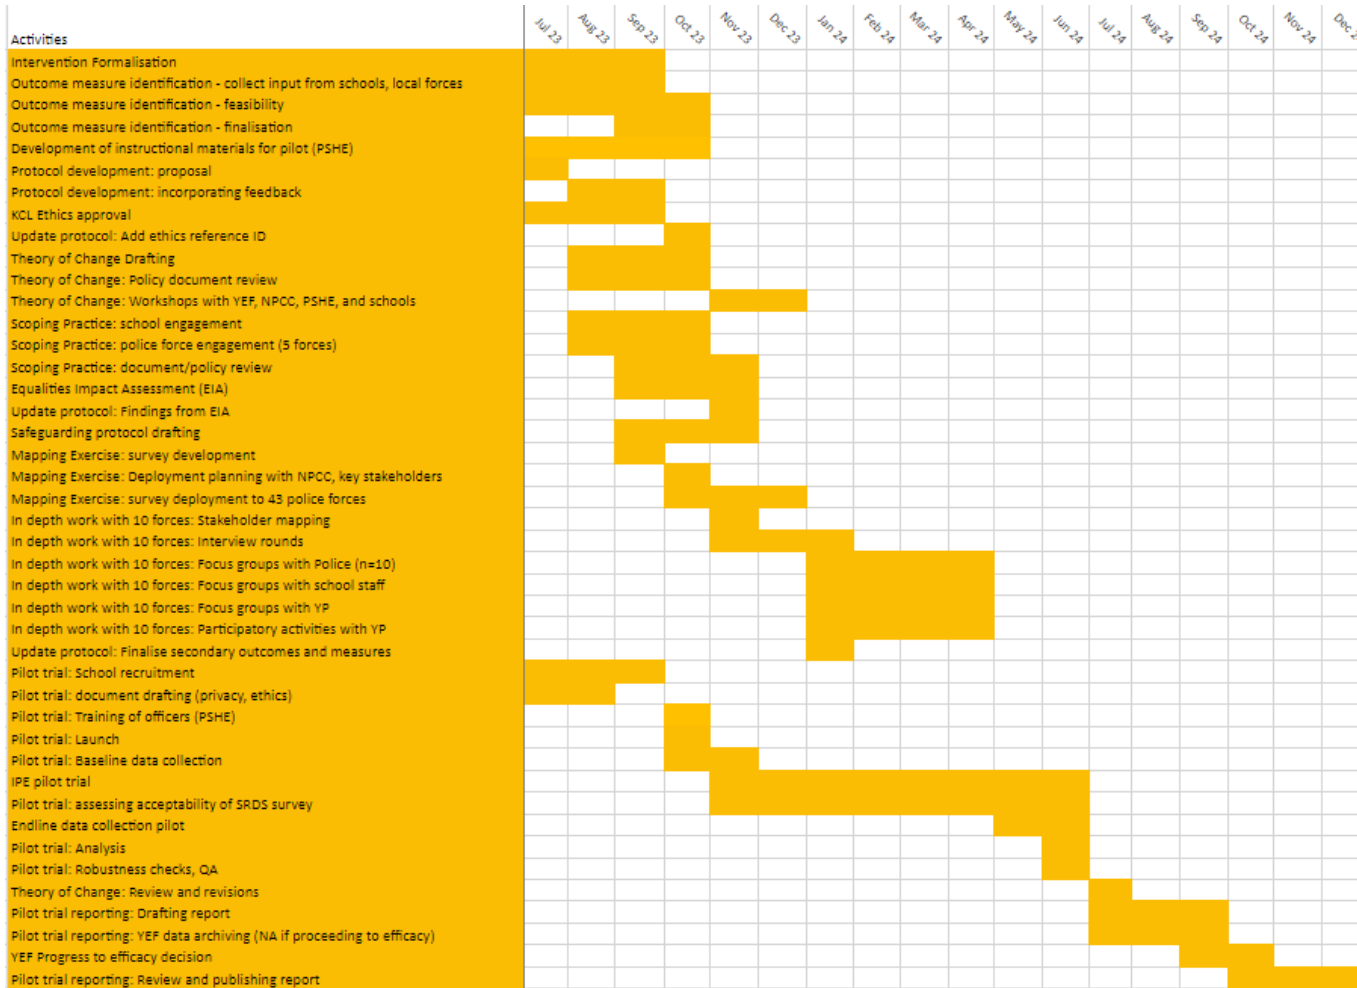 Activities
Jul 23
Aug 23
Sep 23
Oct 23
Nov 23
Dec 23
Jan 24
Feb 24
Mar 24
Apr 24
May 24
Jun 24
Jul 24
Aug 24
Sep 24
Oct 24
Nov 24
Dec
Intervention Formalisation
Outcome measure identification - collect input from schools, local forces
Outcome measure identification - feasibility
Outcome measure identification - finalisation
Development of instructional materials for pilot (PSHE)
Protocol development: proposal
Protocol development: incorporating feedback
KCL Ethics approval
Update protocol: Add ethics reference ID
Theory of Change Drafting
Theory of Change: Policy document review
Theory of Change: Workshops with YEF, NPCC, PSHE, and schools
Scoping Practice: school engagement
Scoping Practice: police force engagement (5 forces)
Scoping Practice: document/policy review
Equalities Impact Assessment (EIA)
Update protocol: Findings from EIA
Safeguarding protocol drafting
Mapping Exercise: survey development
Mapping Exercise: Deployment planning with NPCC, key stakeholders
Mapping Exercise: survey deployment to 43 police forces
In depth work with 10 forces: Stakeholder mapping
In depth work with 10 forces: Interview rounds
In depth work with 10 forces: Focus groups with Police (n=10)
In depth work with 10 forces: Focus groups with school staff
In depth work with 10 forces: Focus groups with YP
In depth work with 10 forces: Participatory activities with YP
Update protocol: Finalise secondary outcomes and measures
Pilot trial: School recruitment
Pilot trial: document drafting (privacy, ethics)
Pilot trial: Training of officers (PSHE)
Pilot trial: Launch
Pilot trial: Baseline data collection
IPE pilot trial
Pilot trial: assessing acceptability of SRDS survey
Endline data collection pilot
Pilot trial: Analysis
Pilot trial: Robustness checks, QA
Theory of Change: Review and revisions
Pilot trial reporting: Drafting report
Pilot trial reporting: YEF data archiving (NA if proceeding to efficacy)
YEF Progress to efficacy decision
Pilot trial reporting: Review and publishing report